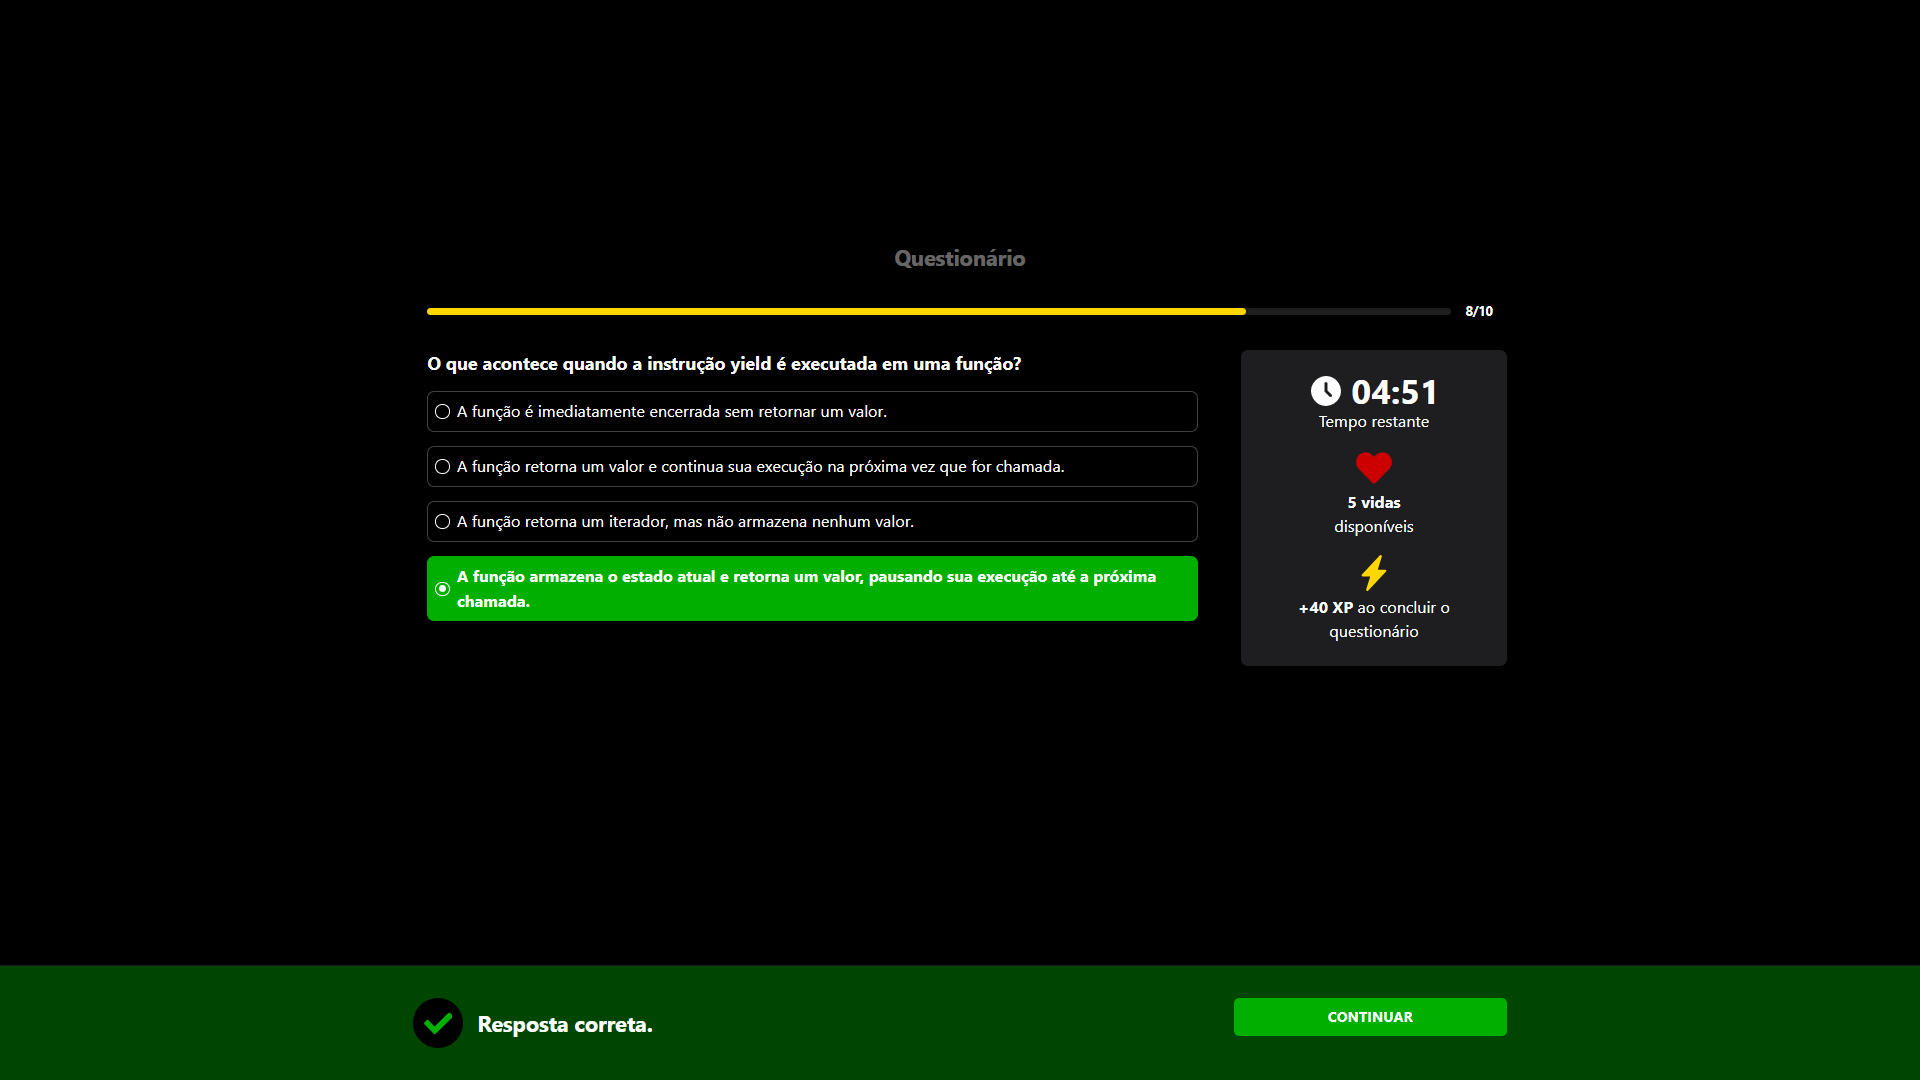 Questionário
8/10
O que acontece quando a instrução yield é executada em uma função?
A função é imediatamente encerrada sem retornar um valor.
A função retorna um valor e continua sua execução na próxima vez que for chamada.
A função retorna um iterador, mas não armazena nenhum valor.
A função armazena o estado atual e retorna um valor, pausando sua execução até a próxima
chamada.
04:51
Tempo restante
5 vidas
disponíveis
+40 XP ao concluir o
questionário
Resposta correta.
CONTINUAR